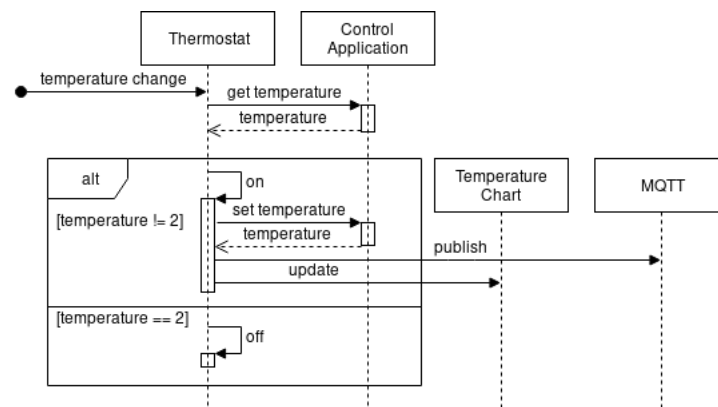 Thermostat
Control
Application
temperature change
get temperature
temperature
alt
on
Temperature
Chart
MQTT
[temperature != 2]
set temperature
temperature
publish
update
[temperature == 2]
off